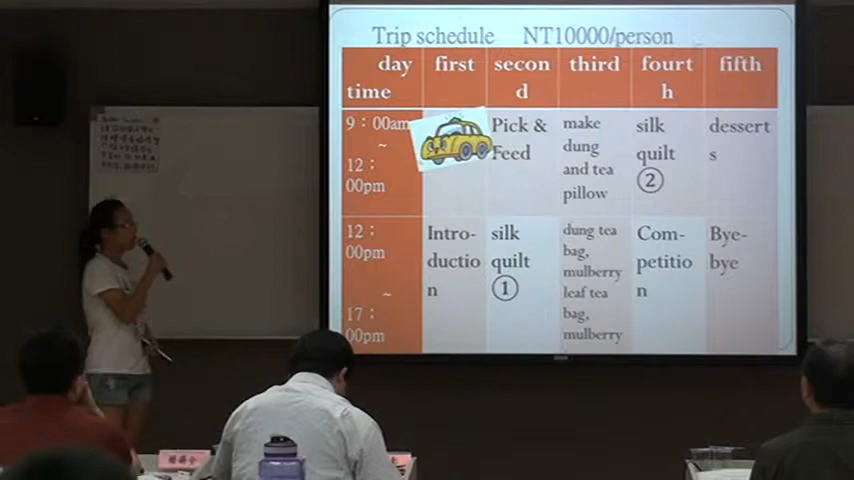 Trip schedule NT10000/person
day first secon third fourt fifth
time d h
9：00am Pick & make silk dessert
~ Feed dung quilt s
12： and tea ②
00pm pillow
12： Intro- silk dung tea Com- Bye-
00pm ductio quilt bag, petitio bye
~ n ① mulberry n
leaf tea
17： bag,
00pm mulberry